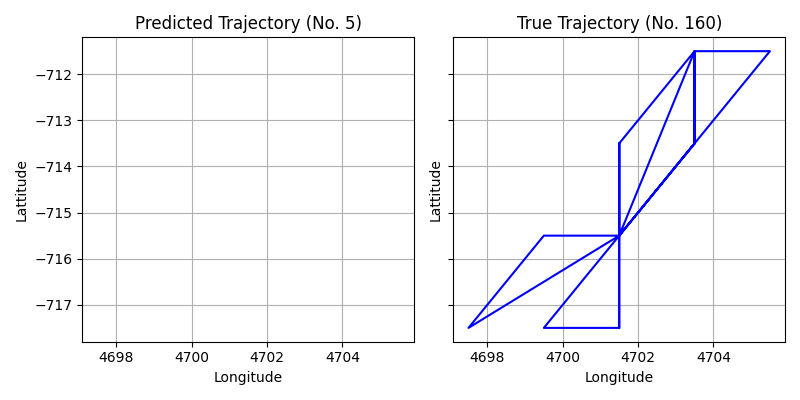 Predicted Trajectory (No. 5)
True Trajectory (No. 160)
Lattitude
−712
−713
−714
−715
−716
−717
4698
4700
4702
4704
Longitude
Lattitude
4698
4700
4702
4704
Longitude